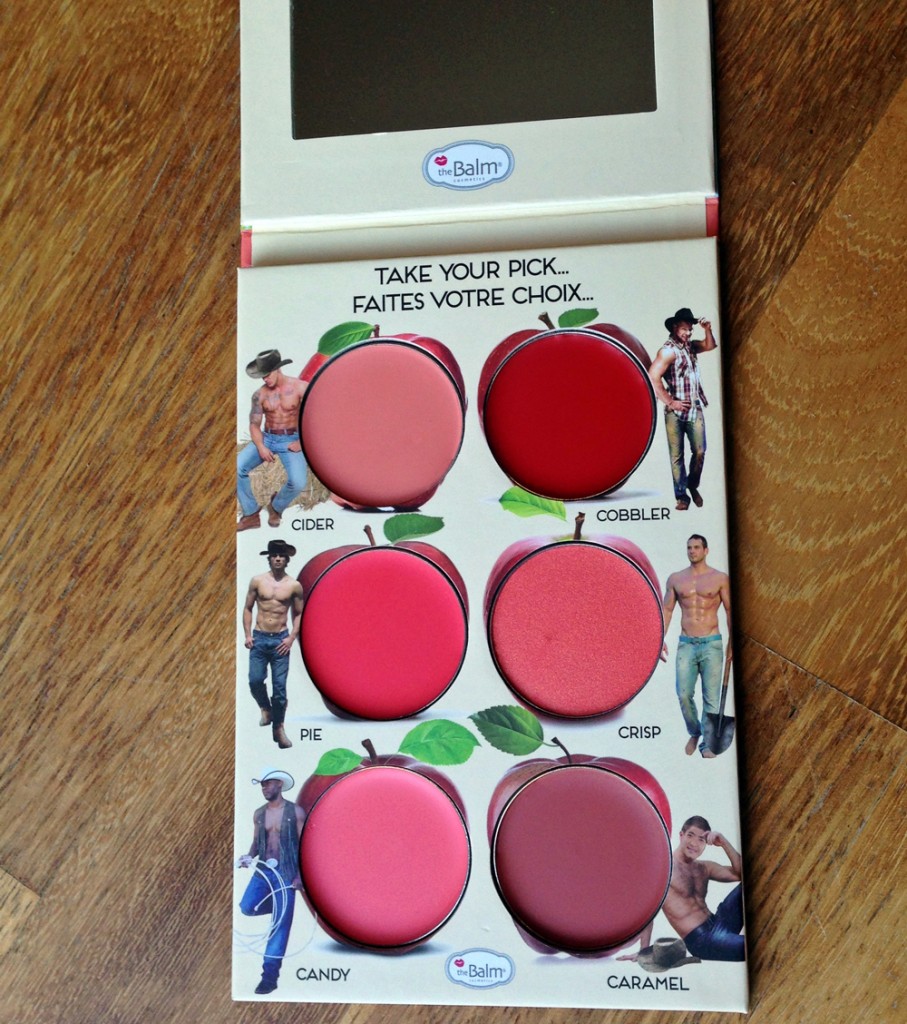 theBalm®
cosmetics
TAKE YOUR PICK...
FAITES VOTRE CHOIX...
CIDER
COBBLER
PIE
CRISP
CANDY
CARAMEL
theBalm®
cosmetics